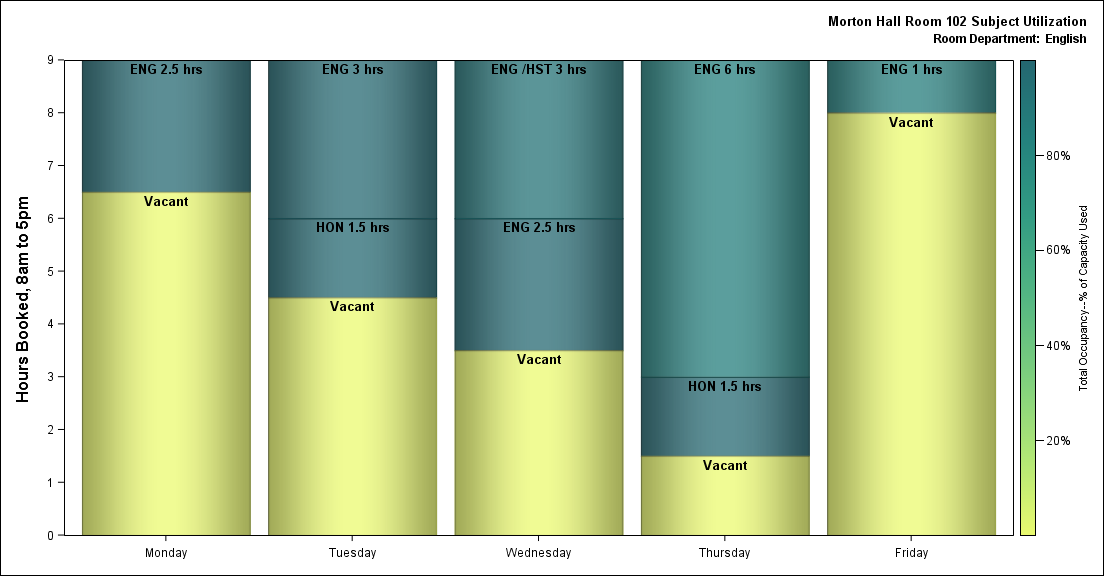 Morton Hall Room 102 Subject Utilization
Room Department: English
Hours Booked, 8am to 5pm
9
8
7
6
5
4
3
2
1
0
ENG 2.5 hrs
Vacant
ENG 3 hrs
HON 1.5 hrs
Vacant
ENG /HST 3 hrs
ENG 2.5 hrs
Vacant
ENG 6 hrs
HON 1.5 hrs
Vacant
ENG 1 hrs
Vacant
Monday
Tuesday
Wednesday
Thursday
Friday
80%
60%
40%
20%
Total Occupancy--% of Capacity Used